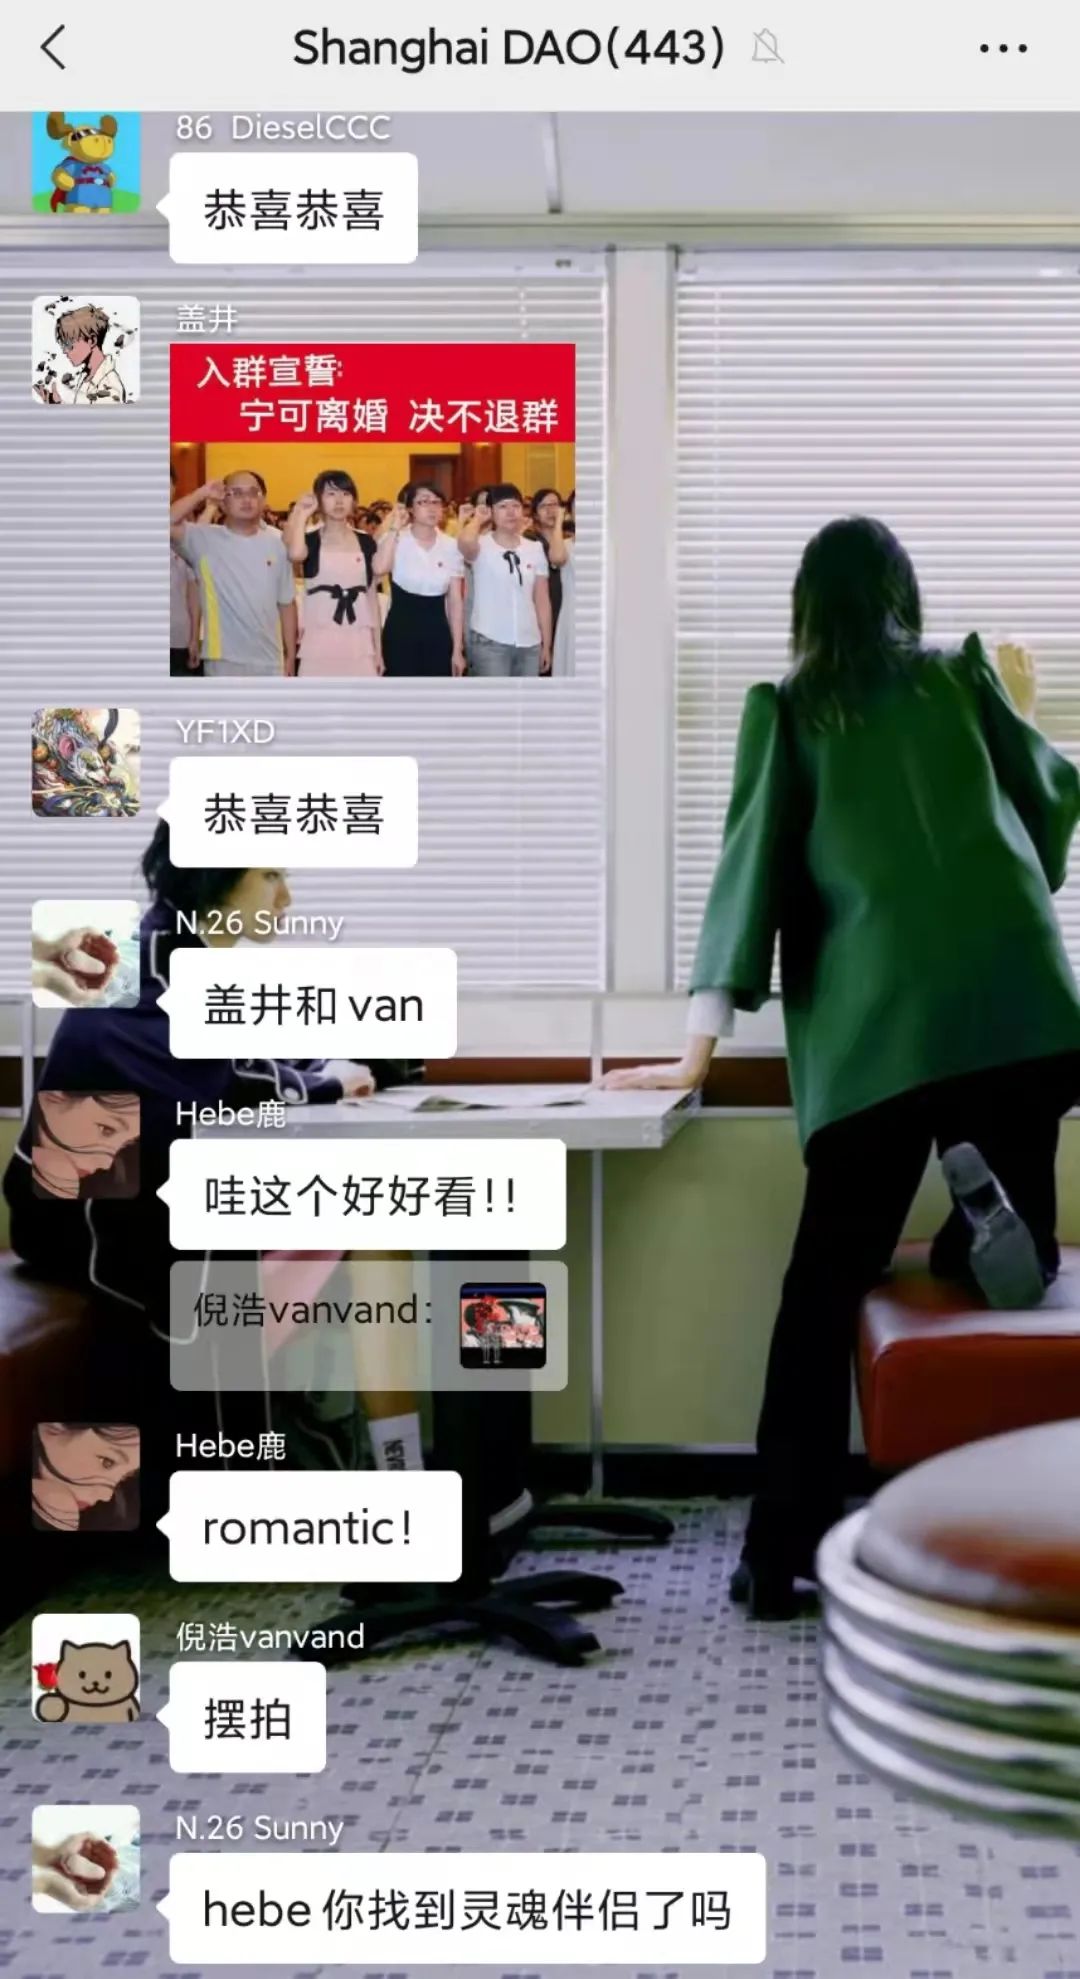 Shanghai DAO(443)
86 DieselCCC
恭喜恭喜
盖井
入群宣誓:
宁可离婚 决不退群
YF1XD
恭喜恭喜
N.26 Sunny
盖井和 van
Hebe鹿
哇这个好好看!!
倪浩vanvand:
Hebe鹿
romantic!
倪浩vanvand
摆拍
N.26 Sunny
hebe 你找到灵魂伴侣了吗